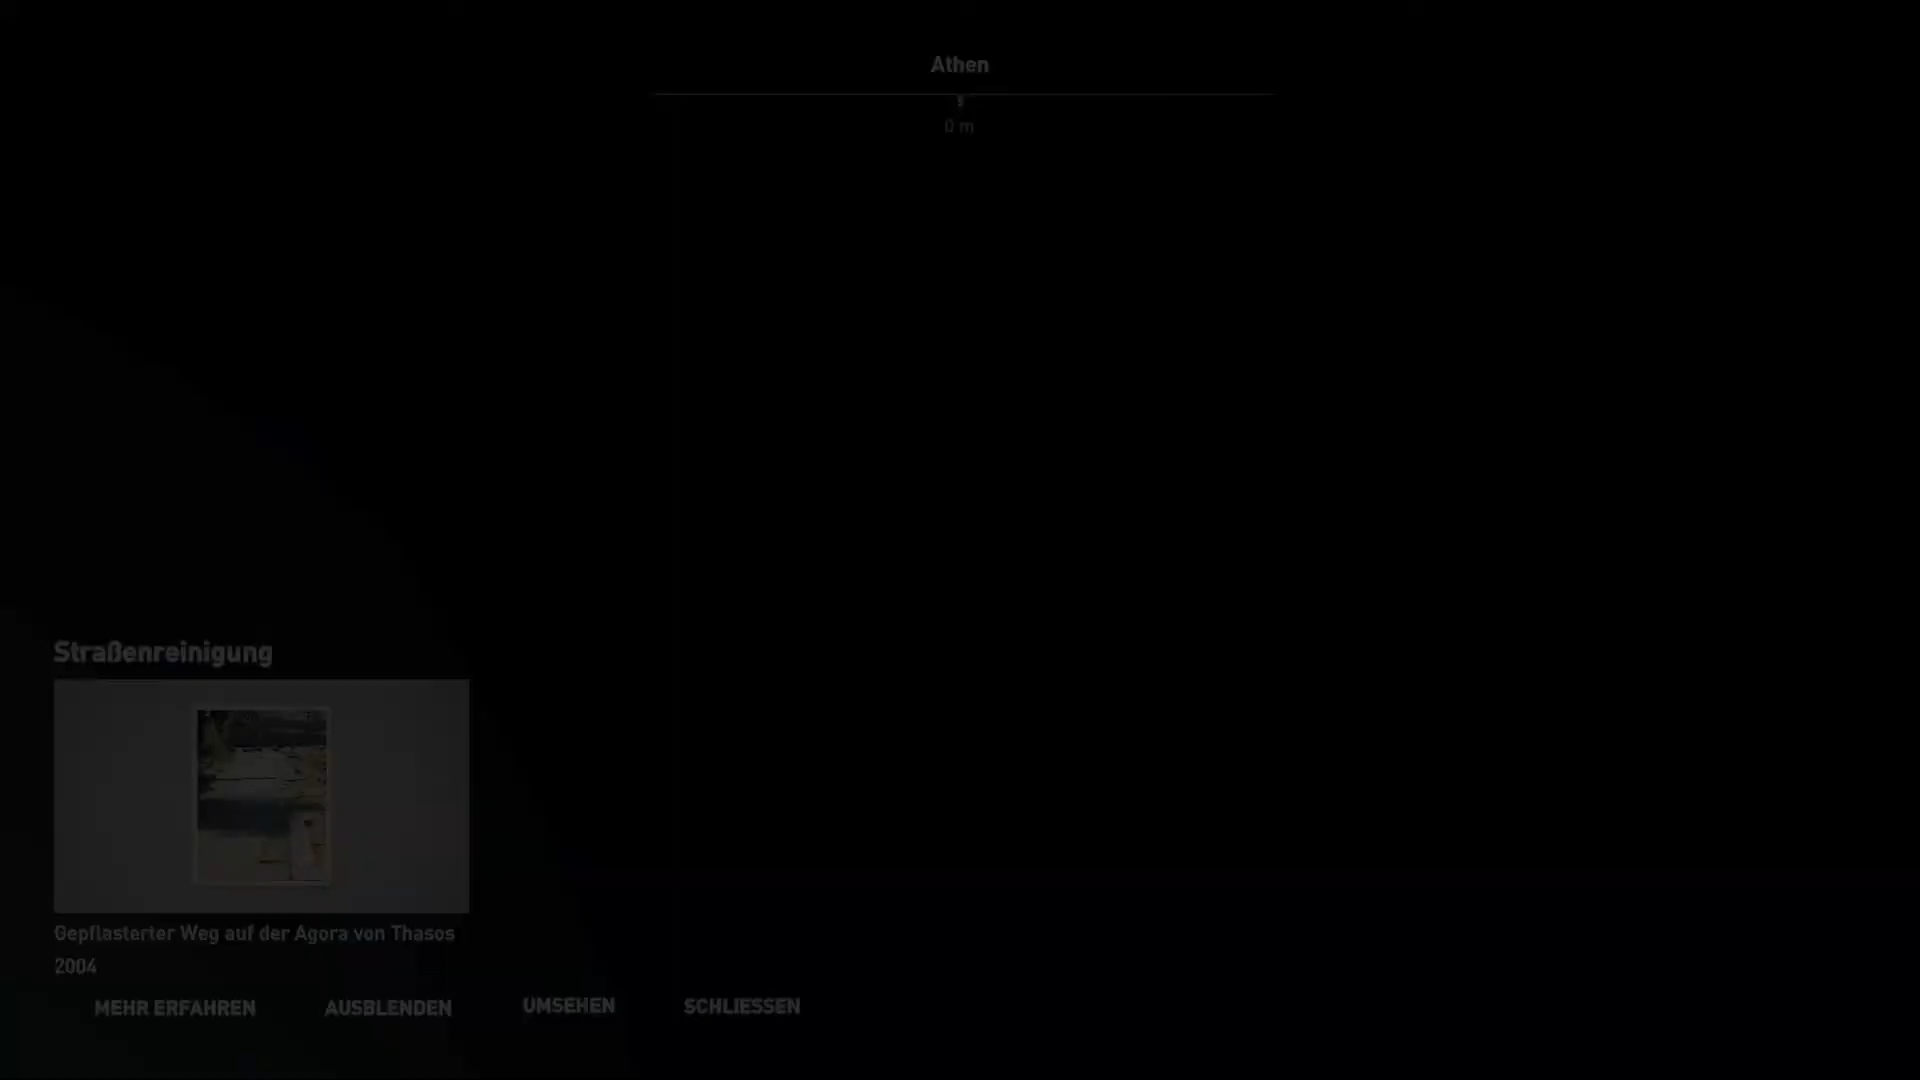 Athen
0 m
Straßenreinigung
Gepflasterter Weg auf der Agora von Thasos
2004
MEHR ERFAHREN
AUSBLENDEN
UMSEHEN
SCHLIESSEN